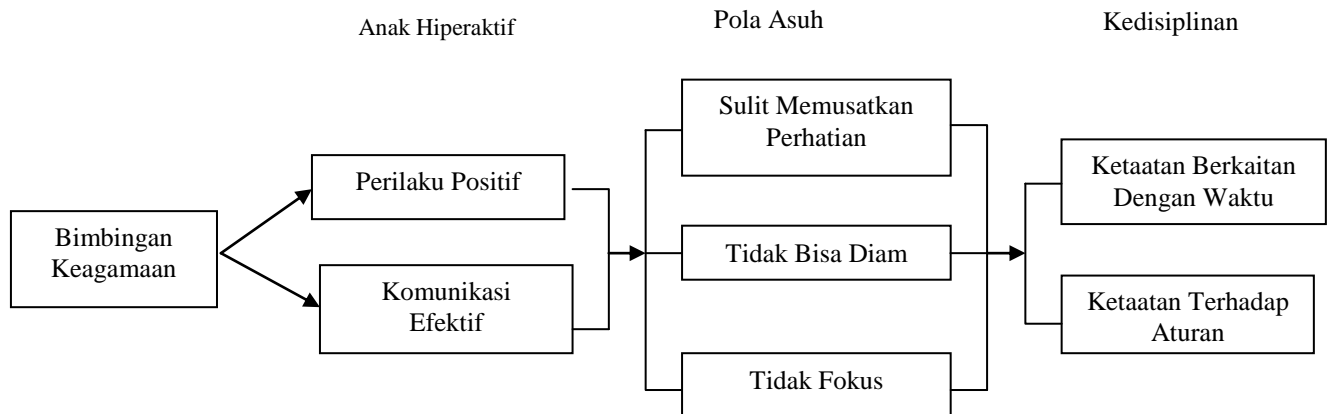 Anak Hiperaktif
Pola Asuh
Kedisiplinan
Bimbingan
Keagamaan
Perilaku Positif
Komunikasi
Efektif
Sulit Memusatkan
Perhatian
Tidak Bisa Diam
Tidak Fokus
Ketaatan Berkaitan
Dengan Waktu
Ketaatan Terhadap
Aturan